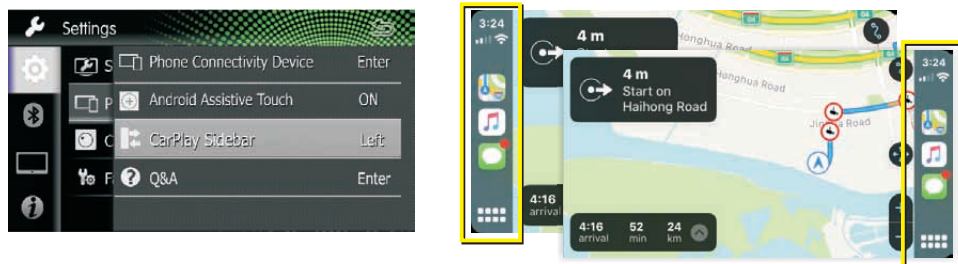 Settings
S
Phone Connectivity Device Enter
P
Android Assistive Touch ON
C
CarPlay Sidebar Left
F
Q&A Enter
3:24
4 m
Honghua Road
4:16
arrival
3:24
4 m
Start on
Haihong Road
Honghua Road
Road
4:16 52 24
arrival min km